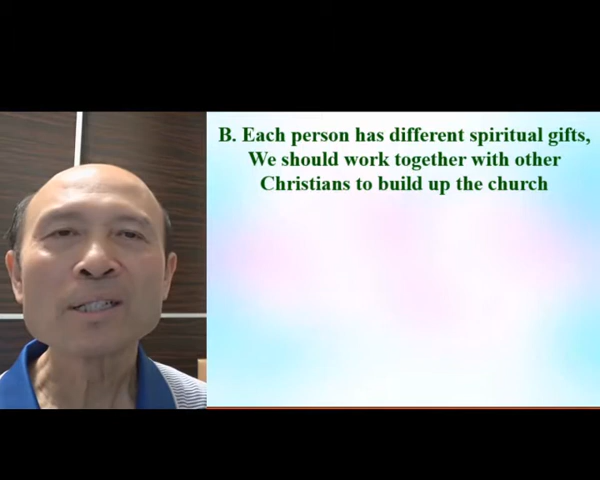 B. Each person has different spiritual gifts,
We should work together with other
Christians to build up the church